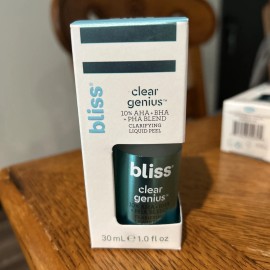 bliss®
clear
genius™
10% AHA + BHA
+ PHA BLEND
CLARIFYING
LIQUID PEEL
bliss®
clear
genius™
30 mL ℮ 1.0 fl oz